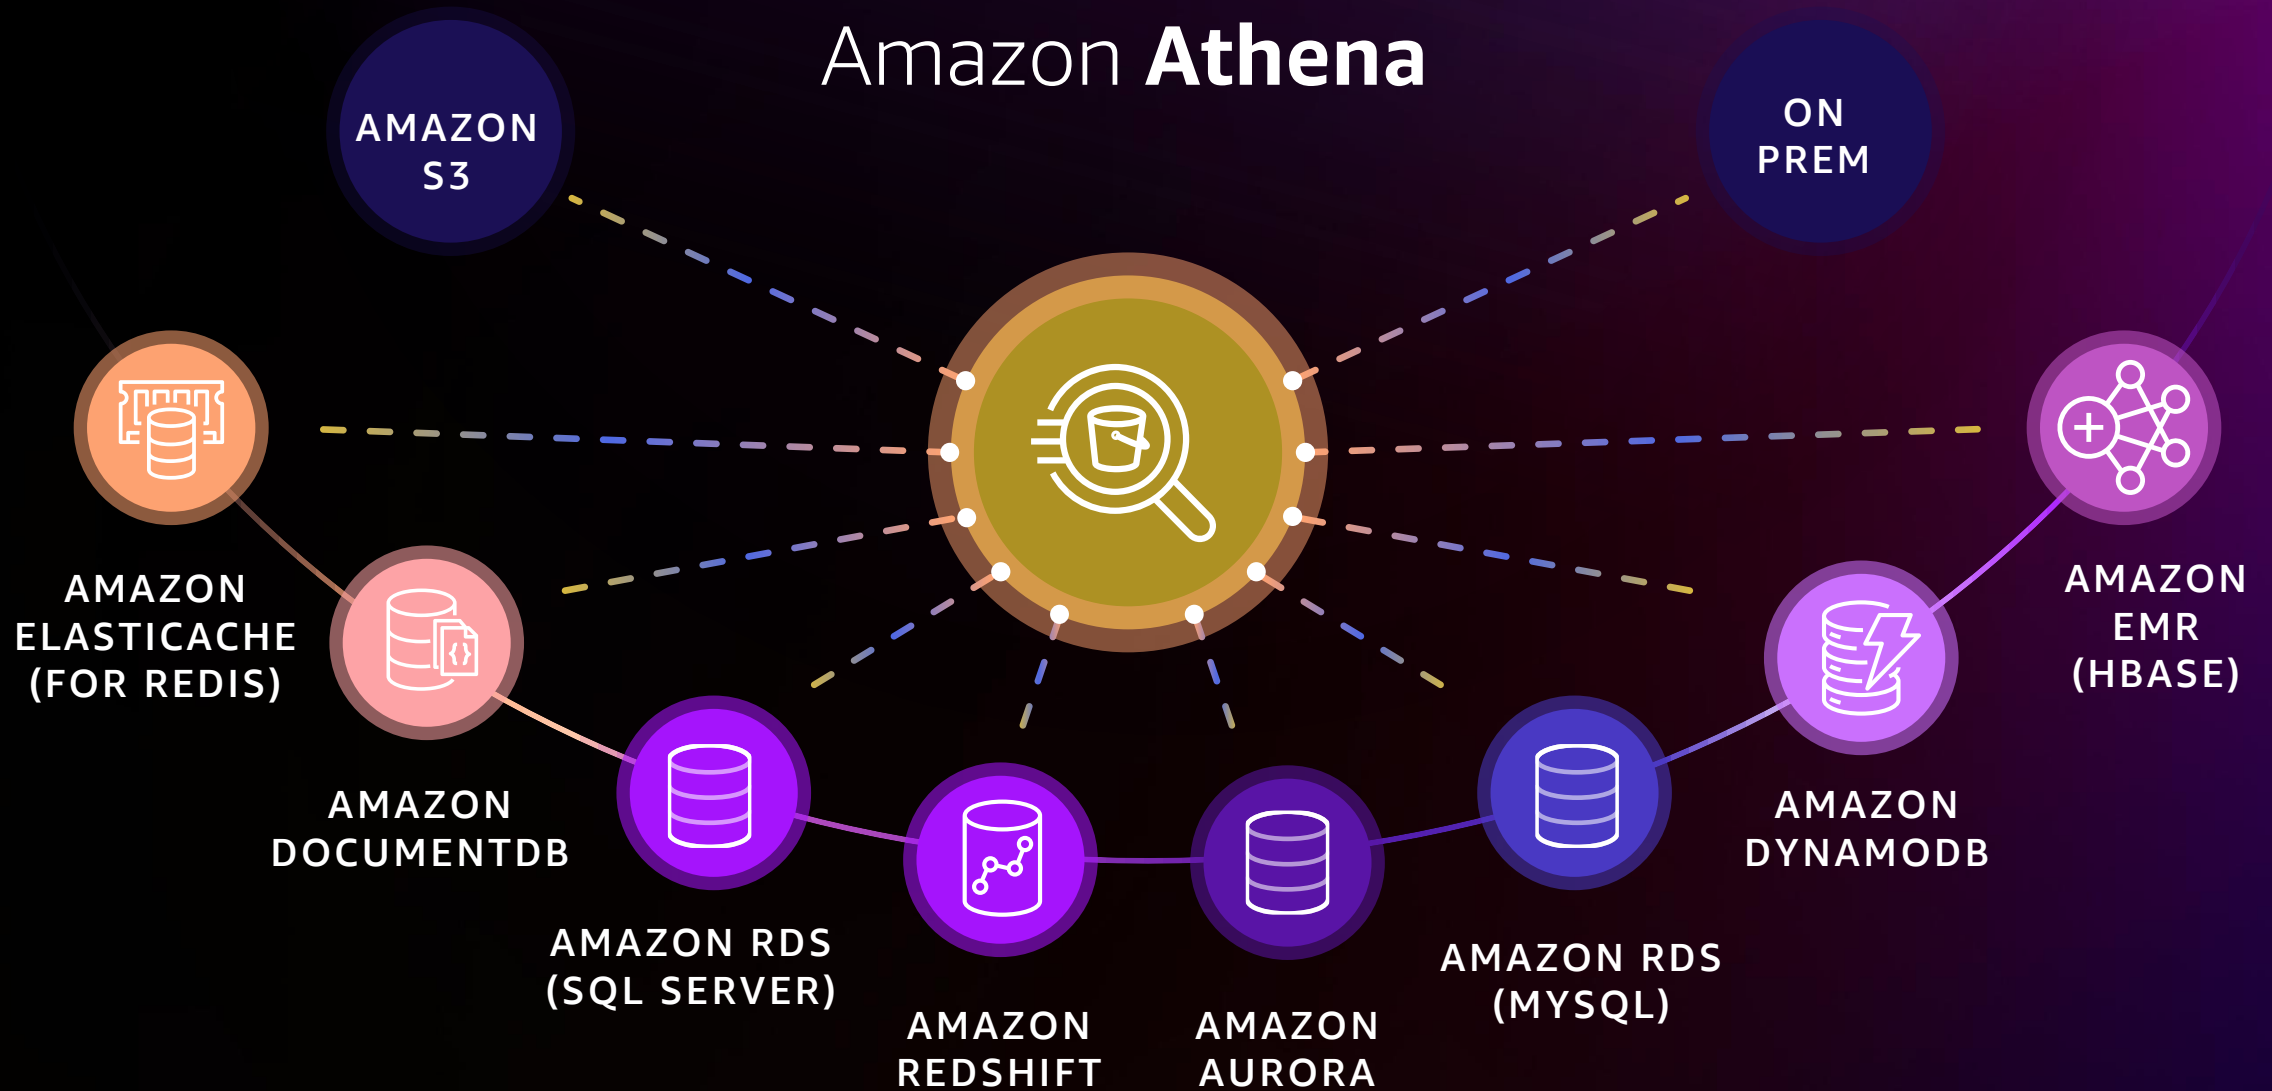 Amazon Athena
AMAZON
S3
ON
PREM
AMAZON
ELASTICACHE
(FOR REDIS)
AMAZON
DOCUMENTDB
AMAZON RDS
(SQL SERVER)
AMAZON
REDSHIFT
AMAZON
AURORA
AMAZON RDS
(MYSQL)
AMAZON
DYNAMODB
AMAZON
EMR
(HBASE)